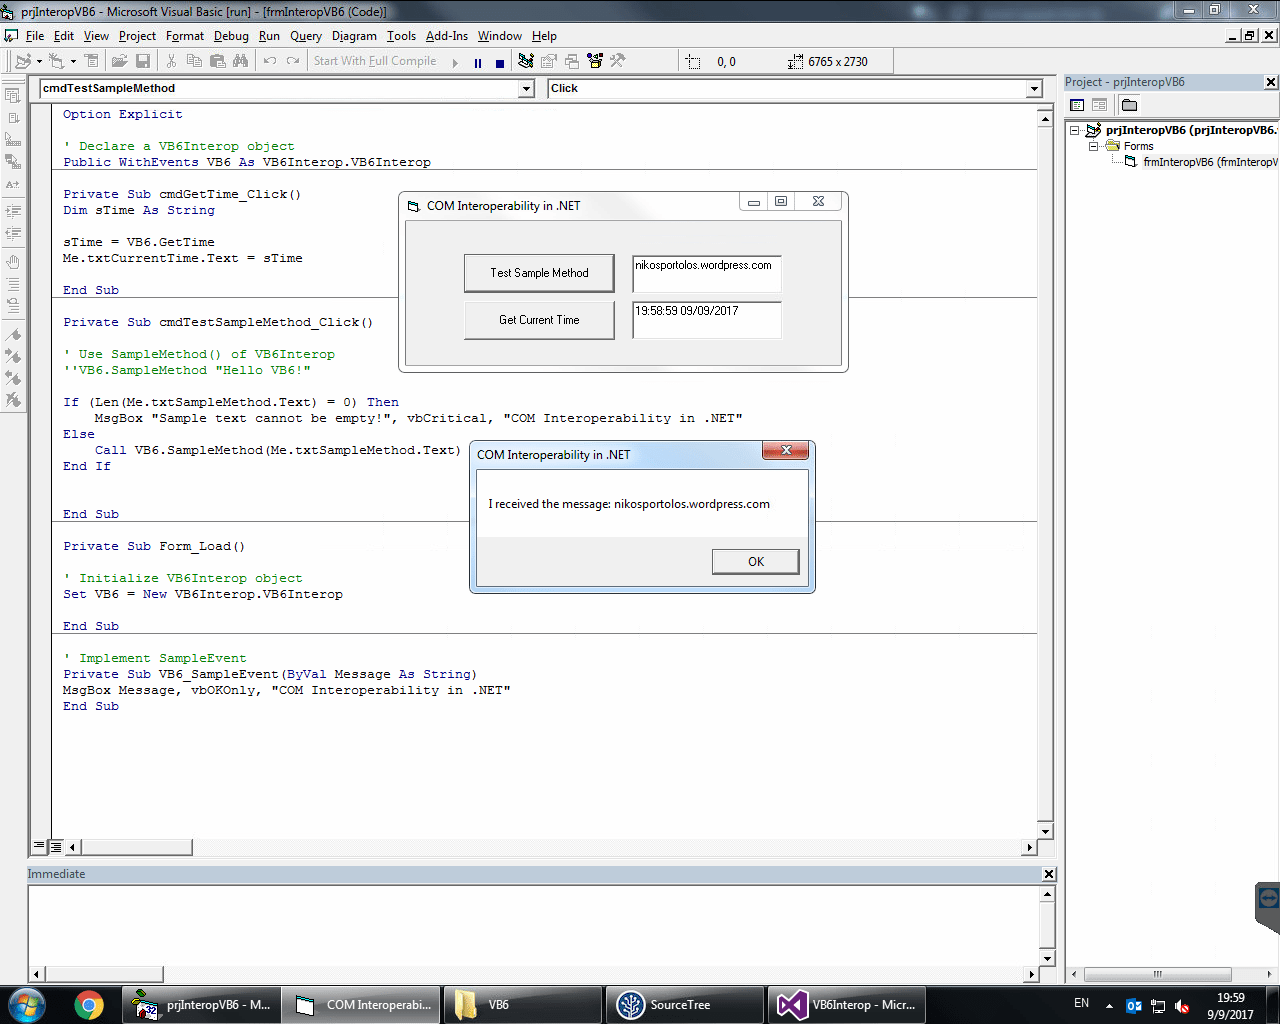 prjInteropVB6 - Microsoft Visual Basic [run] - [frmInteropVB6 (Code)]
File Edit View Project Format Debug Run Query Diagram Tools Add-Ins Window Help
Start With Full Compile 0, 0 6765 x 2730
cmdTestSampleMethod Click
Option Explicit
' Declare a VB6Interop object
Public WithEvents VB6 As VB6Interop.VB6Interop
Private Sub cmdGetTime_Click()
Dim sTime As String
sTime = VB6.GetTime
Me.txtCurrentTime.Text = sTime
End Sub
Private Sub cmdTestSampleMethod_Click()
' Use SampleMethod() of VB6Interop
''VB6.SampleMethod "Hello VB6!"
If (Len(Me.txtSampleMethod.Text) = 0) Then
MsgBox "Sample text cannot be empty!", vbCritical, "COM Interoperability in .NET"
Else
Call VB6.SampleMethod(Me.txtSampleMethod.Text)
End If
End Sub
Private Sub Form_Load()
' Initialize VB6Interop object
Set VB6 = New VB6Interop.VB6Interop
End Sub
' Implement SampleEvent
Private Sub VB6_SampleEvent(ByVal Message As String)
MsgBox Message, vbOKOnly, "COM Interoperability in .NET"
End Sub
COM Interoperability in .NET
Test Sample Method nikosportolos.wordpress.com
Get Current Time 19:58:59 09/09/2017
COM Interoperability in .NET
I received the message: nikosportolos.wordpress.com
OK
Project - prjInteropVB6
prjInteropVB6 (prjInteropVB6.
Forms
frmInteropVB6 (frmInteropV
Immediate
prjInteropVB6 - M...
COM Interoperabi...
VB6
SourceTree
VB6Interop - Micr...
EN
19:59
9/9/2017